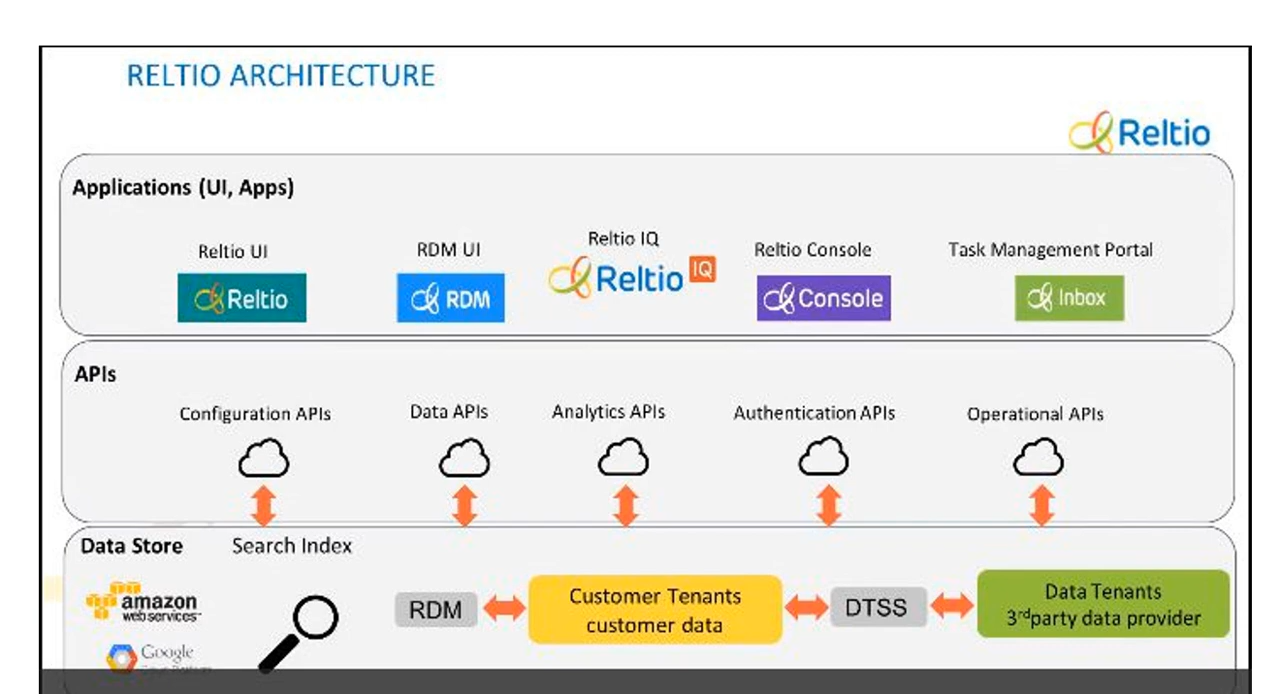 RELTIO ARCHITECTURE
Reltio
Applications (UI, Apps)
Reltio UI
RDM UI
Reltio IQ
Reltio Console
Task Management Portal
Reltio
RDM
Reltio IQ
Console
Inbox
APIs
Configuration APIs
Data APIs
Analytics APIs
Authentication APIs
Operational APIs
Data Store
Search Index
amazon
web services
RDM
Customer Tenants
customer data
DTSS
Data Tenants
3rdparty data provider
Google